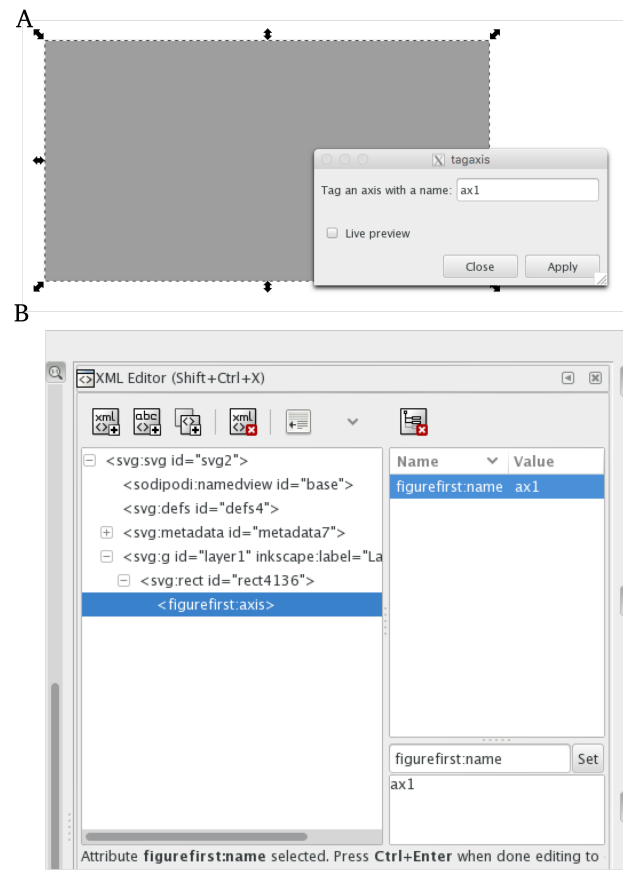 A
tagaxis
Tag an axis with a name: ax1
Live preview
Close Apply
B
XML Editor (Shift+Ctrl+X)
xml abc xml
<svg:svg id="svg2">
<sodipodi:namedview id="base">
<svg:defs id="defs4">
<svg:metadata id="metadata7">
<svg:g id="layer1" inkscape:label="La
<svg:rect id="rect4136">
<figurefirst:axis>
Name Value
figurefirst:name ax1
figurefirst:name Set
ax1
Attribute figurefirst:name selected. Press Ctrl+Enter when done editing to